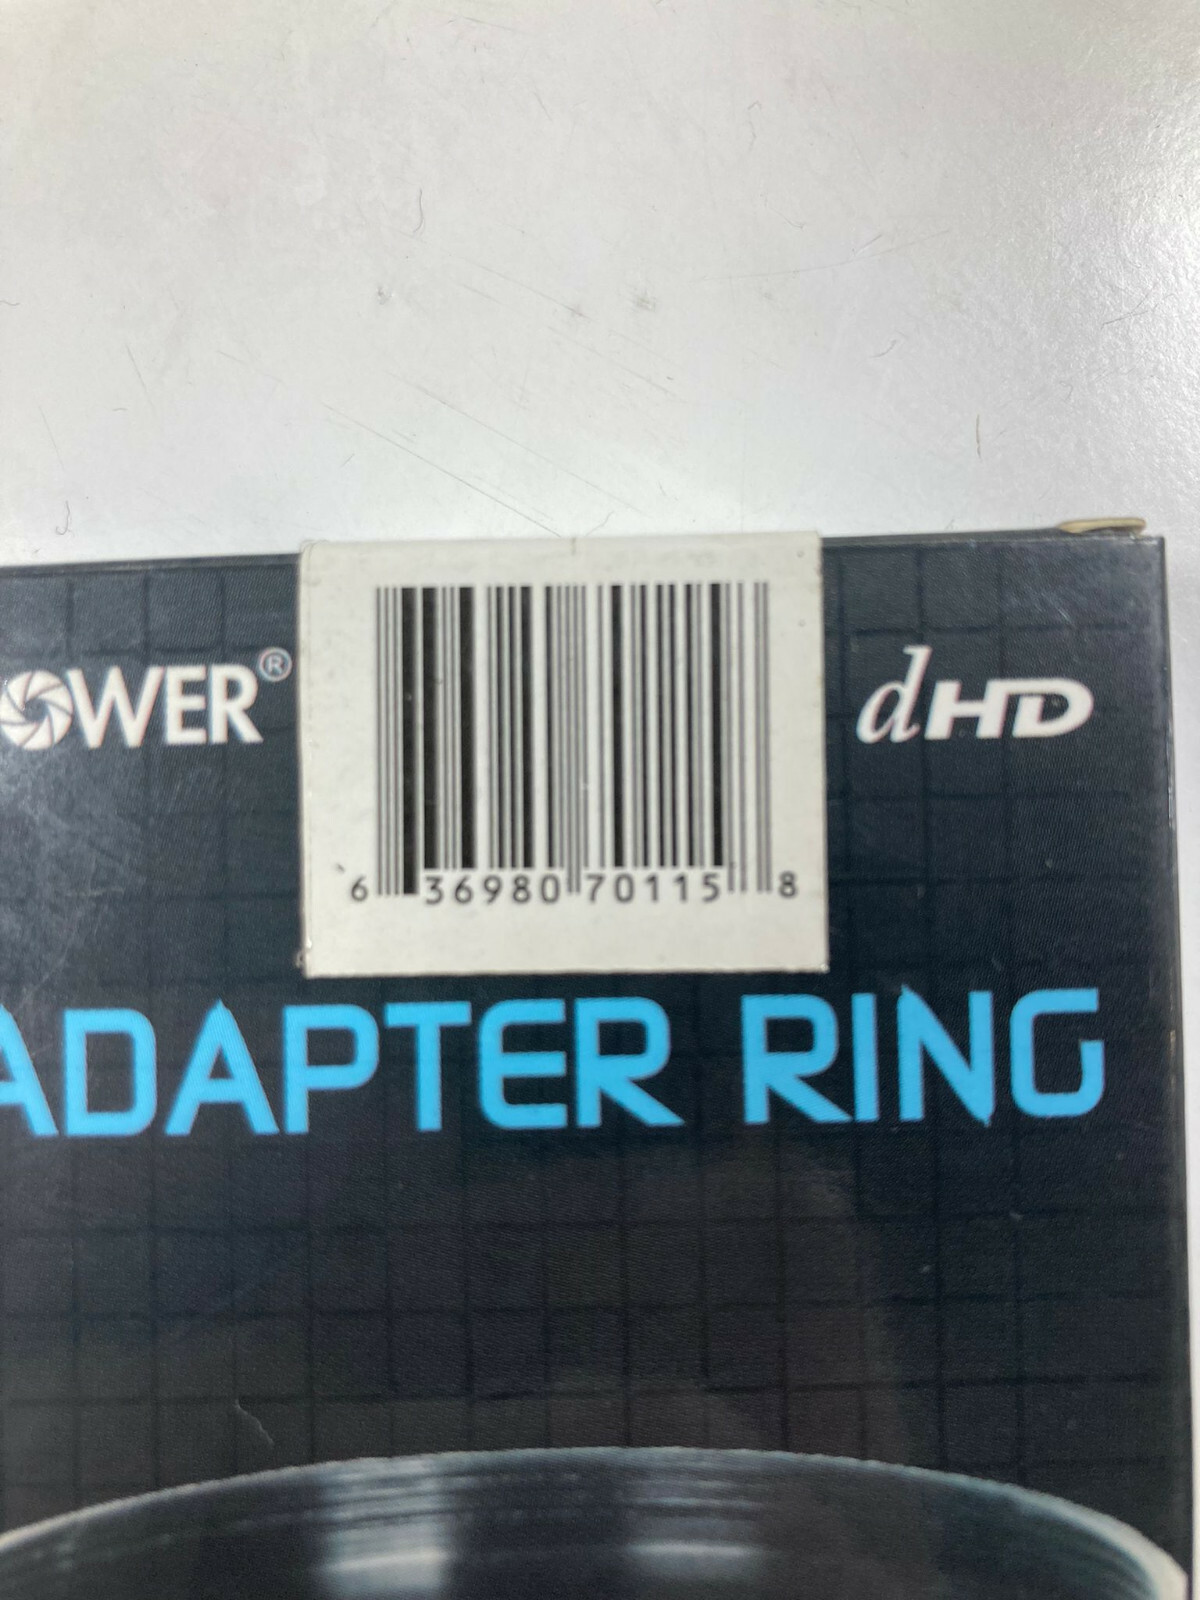 OWER® dHD
6 36980 70115 8
ADAPTER RING